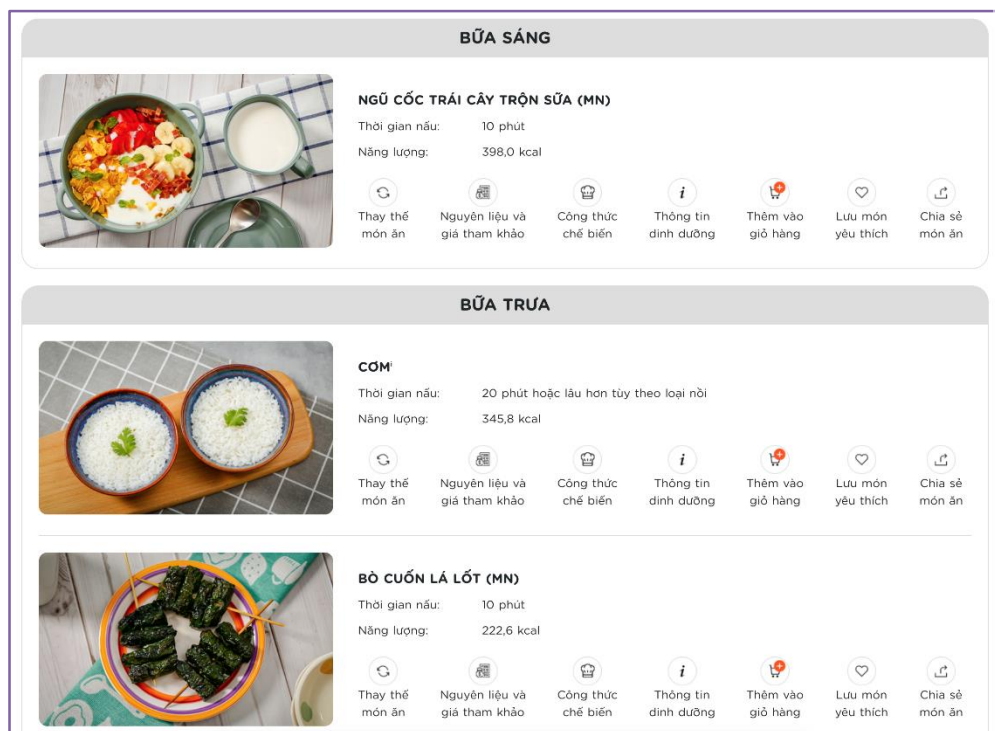 BỮA SÁNG
NGŨ CỐC TRÁI CÂY TRỘN SỮA (MN)
Thời gian nấu: 10 phút
Năng lượng: 398,0 kcal
Thay thế món ăn
Nguyên liệu và giá tham khảo
Công thức chế biến
Thông tin dinh dưỡng
Thêm vào giỏ hàng
Lưu món yêu thích
Chia sẻ món ăn
BỮA TRƯA
CƠM
Thời gian nấu: 20 phút hoặc lâu hơn tùy theo loại nồi
Năng lượng: 345,8 kcal
Thay thế món ăn
Nguyên liệu và giá tham khảo
Công thức chế biến
Thông tin dinh dưỡng
Thêm vào giỏ hàng
Lưu món yêu thích
Chia sẻ món ăn
BÒ CUỐN LÁ LỐT (MN)
Thời gian nấu: 10 phút
Năng lượng: 222,6 kcal
Thay thế món ăn
Nguyên liệu và giá tham khảo
Công thức chế biến
Thông tin dinh dưỡng
Thêm vào giỏ hàng
Lưu món yêu thích
Chia sẻ món ăn